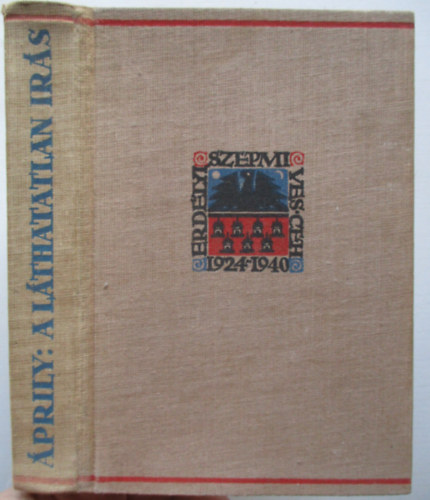 ÁPRILY: A LÁTHATATLAN IRÁS
ERDÉLYI
SZÉPMI
VES·CÉH
1924-1940